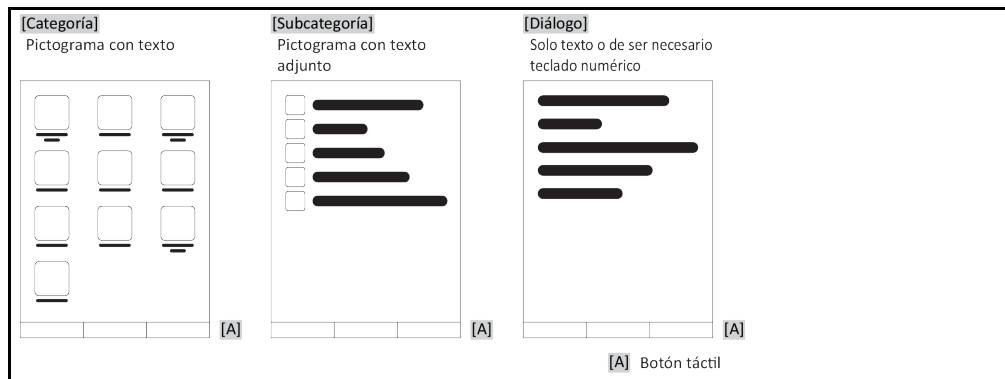 [Categoría]
Pictograma con texto
[Subcategoría]
Pictograma con texto
adjunto
[Diálogo]
Solo texto o de ser necesario
teclado numérico
[A]
[A]
[A]
[A] Botón táctil